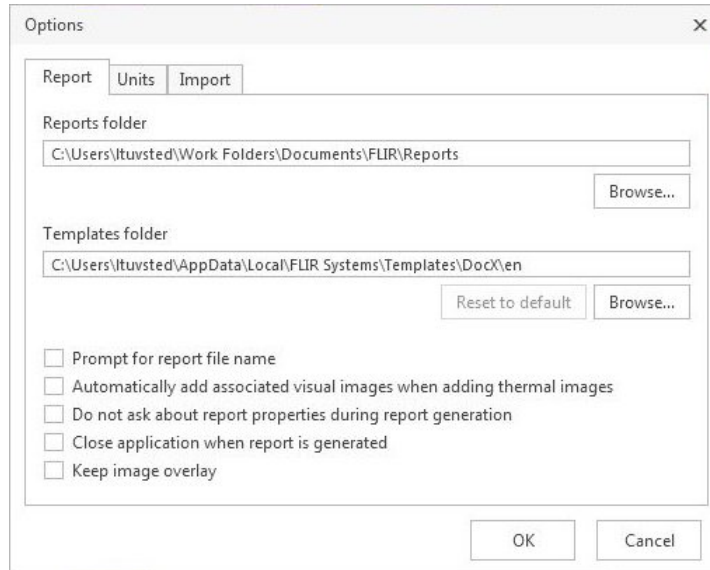 Options
Report Units Import
Reports folder
C:\Users\ltuvsted\Work Folders\Documents\FLIR\Reports
Browse...
Templates folder
C:\Users\ltuvsted\AppData\Local\FLIR Systems\Templates\DocX\en
Reset to default Browse...
Prompt for report file name
Automatically add associated visual images when adding thermal images
Do not ask about report properties during report generation
Close application when report is generated
Keep image overlay
OK Cancel